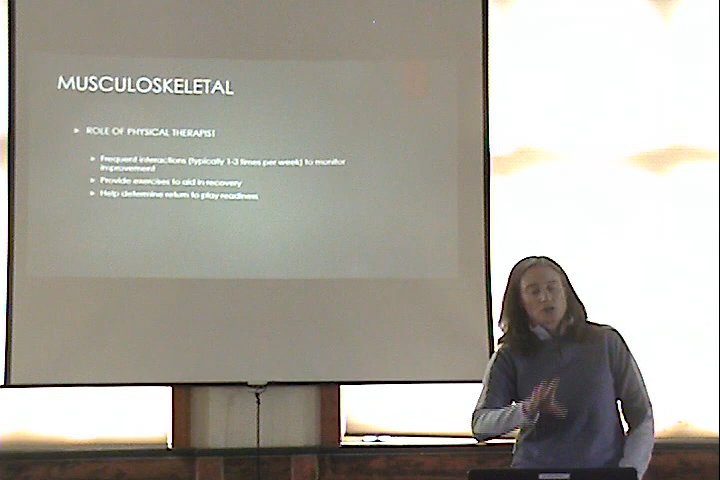 MUSCULOSKELETAL
» ROLE OF PHYSICAL THERAPIST
» Frequent interactions (typically 1-3 times per week) to monitor
improvement
» Provide exercises to aid in recovery
» Help determine return to play readiness